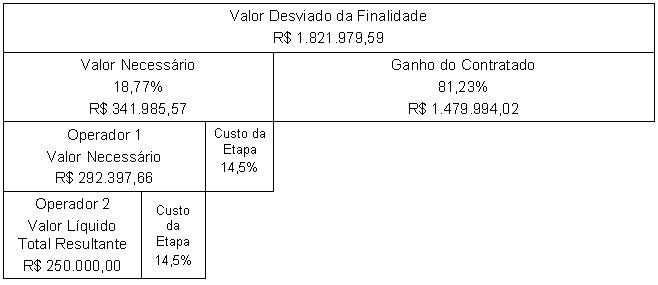 Valor Desviado da Finalidade
R$ 1.821.979,59
Valor Necessário
18,77%
R$ 341.985,57
Ganho do Contratado
81,23%
R$ 1.479.994,02
Operador 1
Valor Necessário
R$ 292.397,66
Custo da
Etapa
14,5%
Operador 2
Valor Líquido
Total Resultante
R$ 250.000,00
Custo
da
Etapa
14,5%